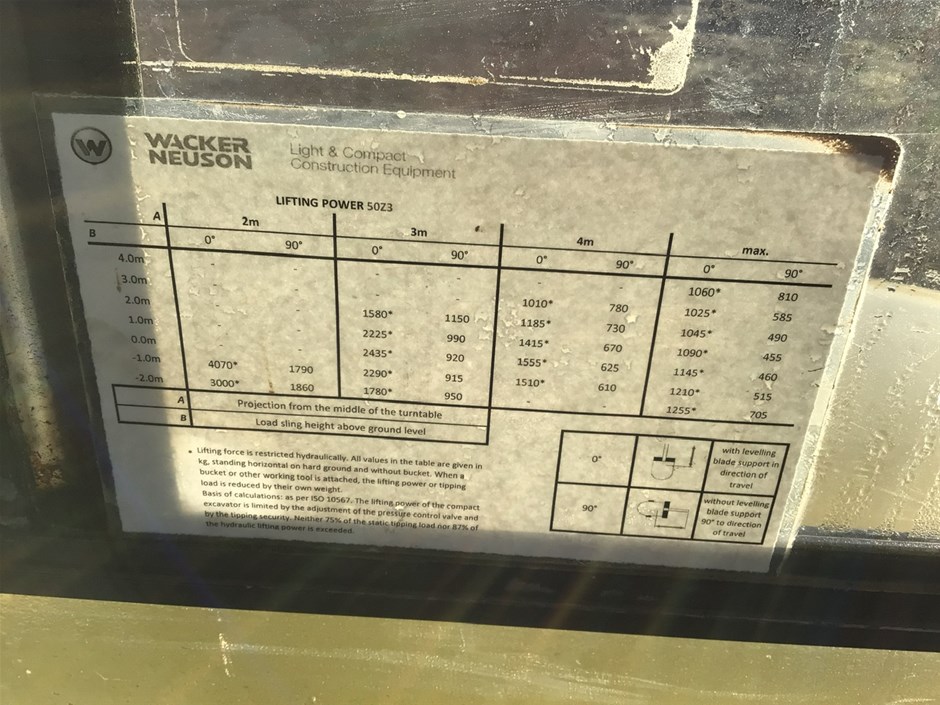 W WACKER
NEUSON
Light & Compact
Construction Equipment
LIFTING POWER 50Z3
A 2m 3m 4m max.
B 0° 90° 0° 90° 0° 90° 0° 90°
4.0m - - - - - - 1060* 810
3.0m - - - - 1010* 780 1025* 585
2.0m - - 1580* 1150 1185* 730 1045* 490
1.0m - - 2225* 990 1415* 670 1090* 455
0.0m - - 2435* 920 1555* 625 1145* 460
-1.0m 4070* 1790 2290* 915 1510* 610 1210* 515
-2.0m 3000* 1860 1780* 950 - - 1255* 705
A Projection from the middle of the turntable
B Load sling height above ground level
* Lifting force is restricted hydraulically. All values in the table are given in
kg, standing horizontal on hard ground and without bucket. When a
bucket or other working tool is attached, the lifting power or tipping
load is reduced by their own weight.
Basis of calculations: as per ISO 10567. The lifting power of the compact
excavator is limited by the adjustment of the pressure control valve and
by the tipping security. Neither 75% of the static tipping load nor 87% of
the hydraulic lifting power is exceeded.
0° with levelling
blade support in
direction of
travel
90° without levelling
blade support
90° to direction
of travel